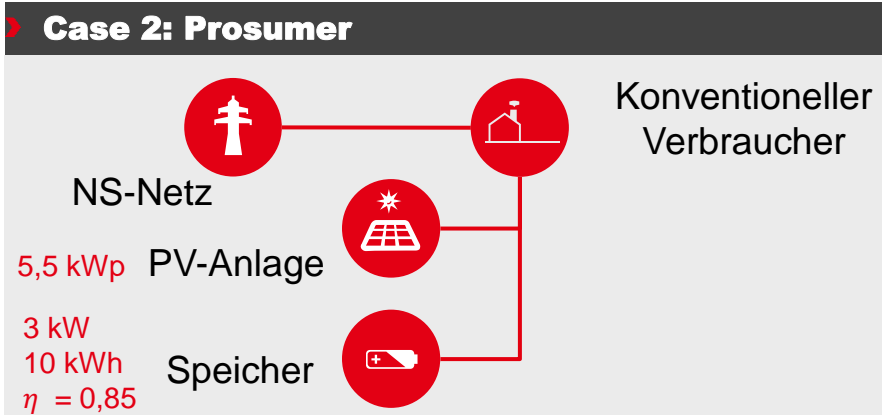 Case 2: Prosumer
Konventioneller
Verbraucher
NS-Netz
5,5 kWp PV-Anlage
3 kW
10 kWh
η = 0,85
Speicher